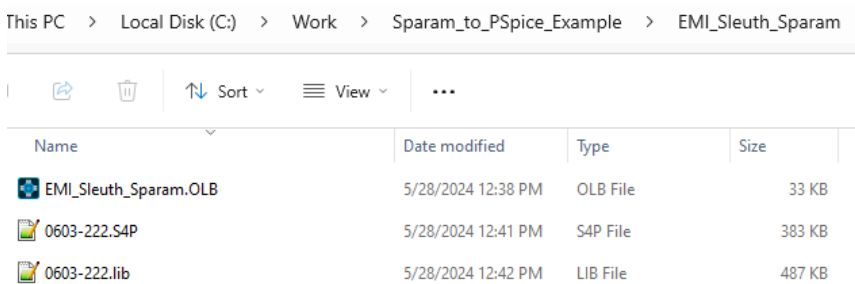 This PC > Local Disk (C:) > Work > Sparam_to_PSpice_Example > EMI_Sleuth_Sparam
Sort View ...
Name Date modified Type Size
EMI_Sleuth_Sparam.OLB 5/28/2024 12:38 PM OLB File 33 KB
0603-222.S4P 5/28/2024 12:41 PM S4P File 383 KB
0603-222.lib 5/28/2024 12:42 PM LIB File 487 KB